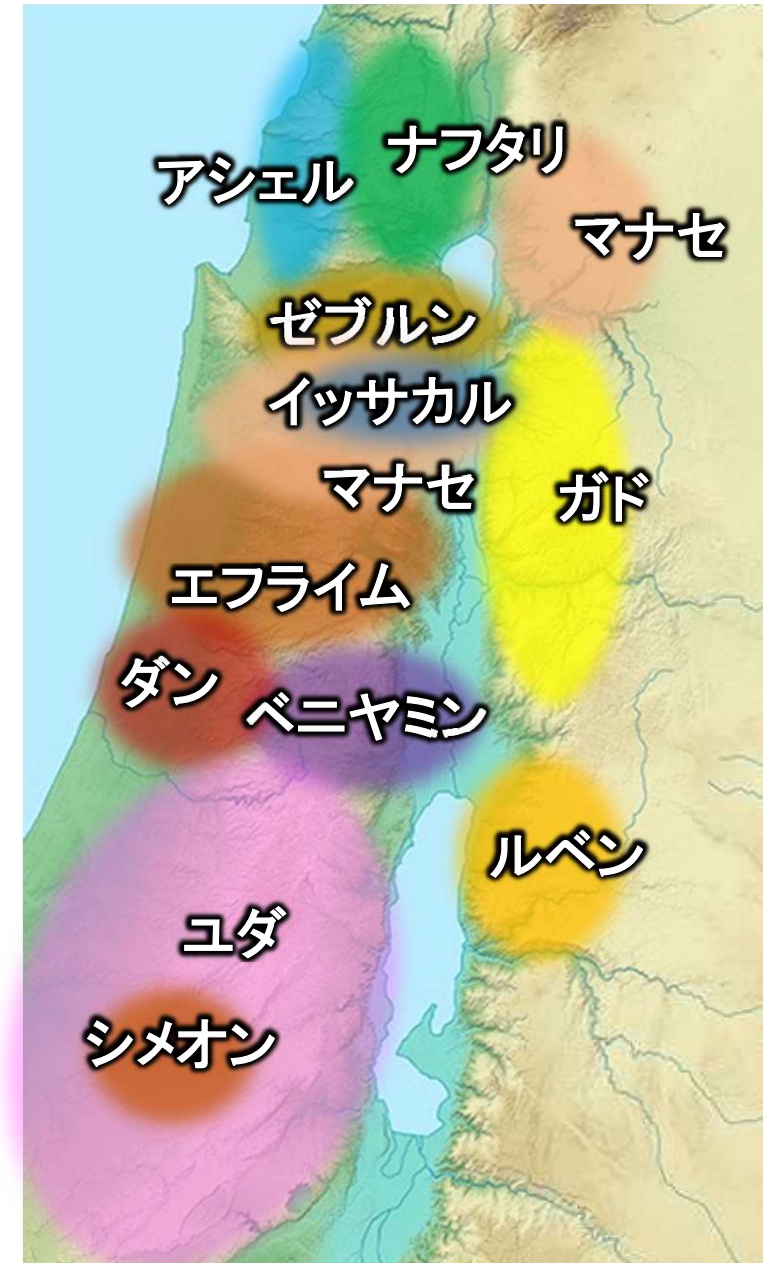 ナフタリ
アシェル
マナセ
ゼブルン
イッサカル
マナセ
ガド
エフライム
ダン
ベニヤミン
ルベン
ユダ
シメオン